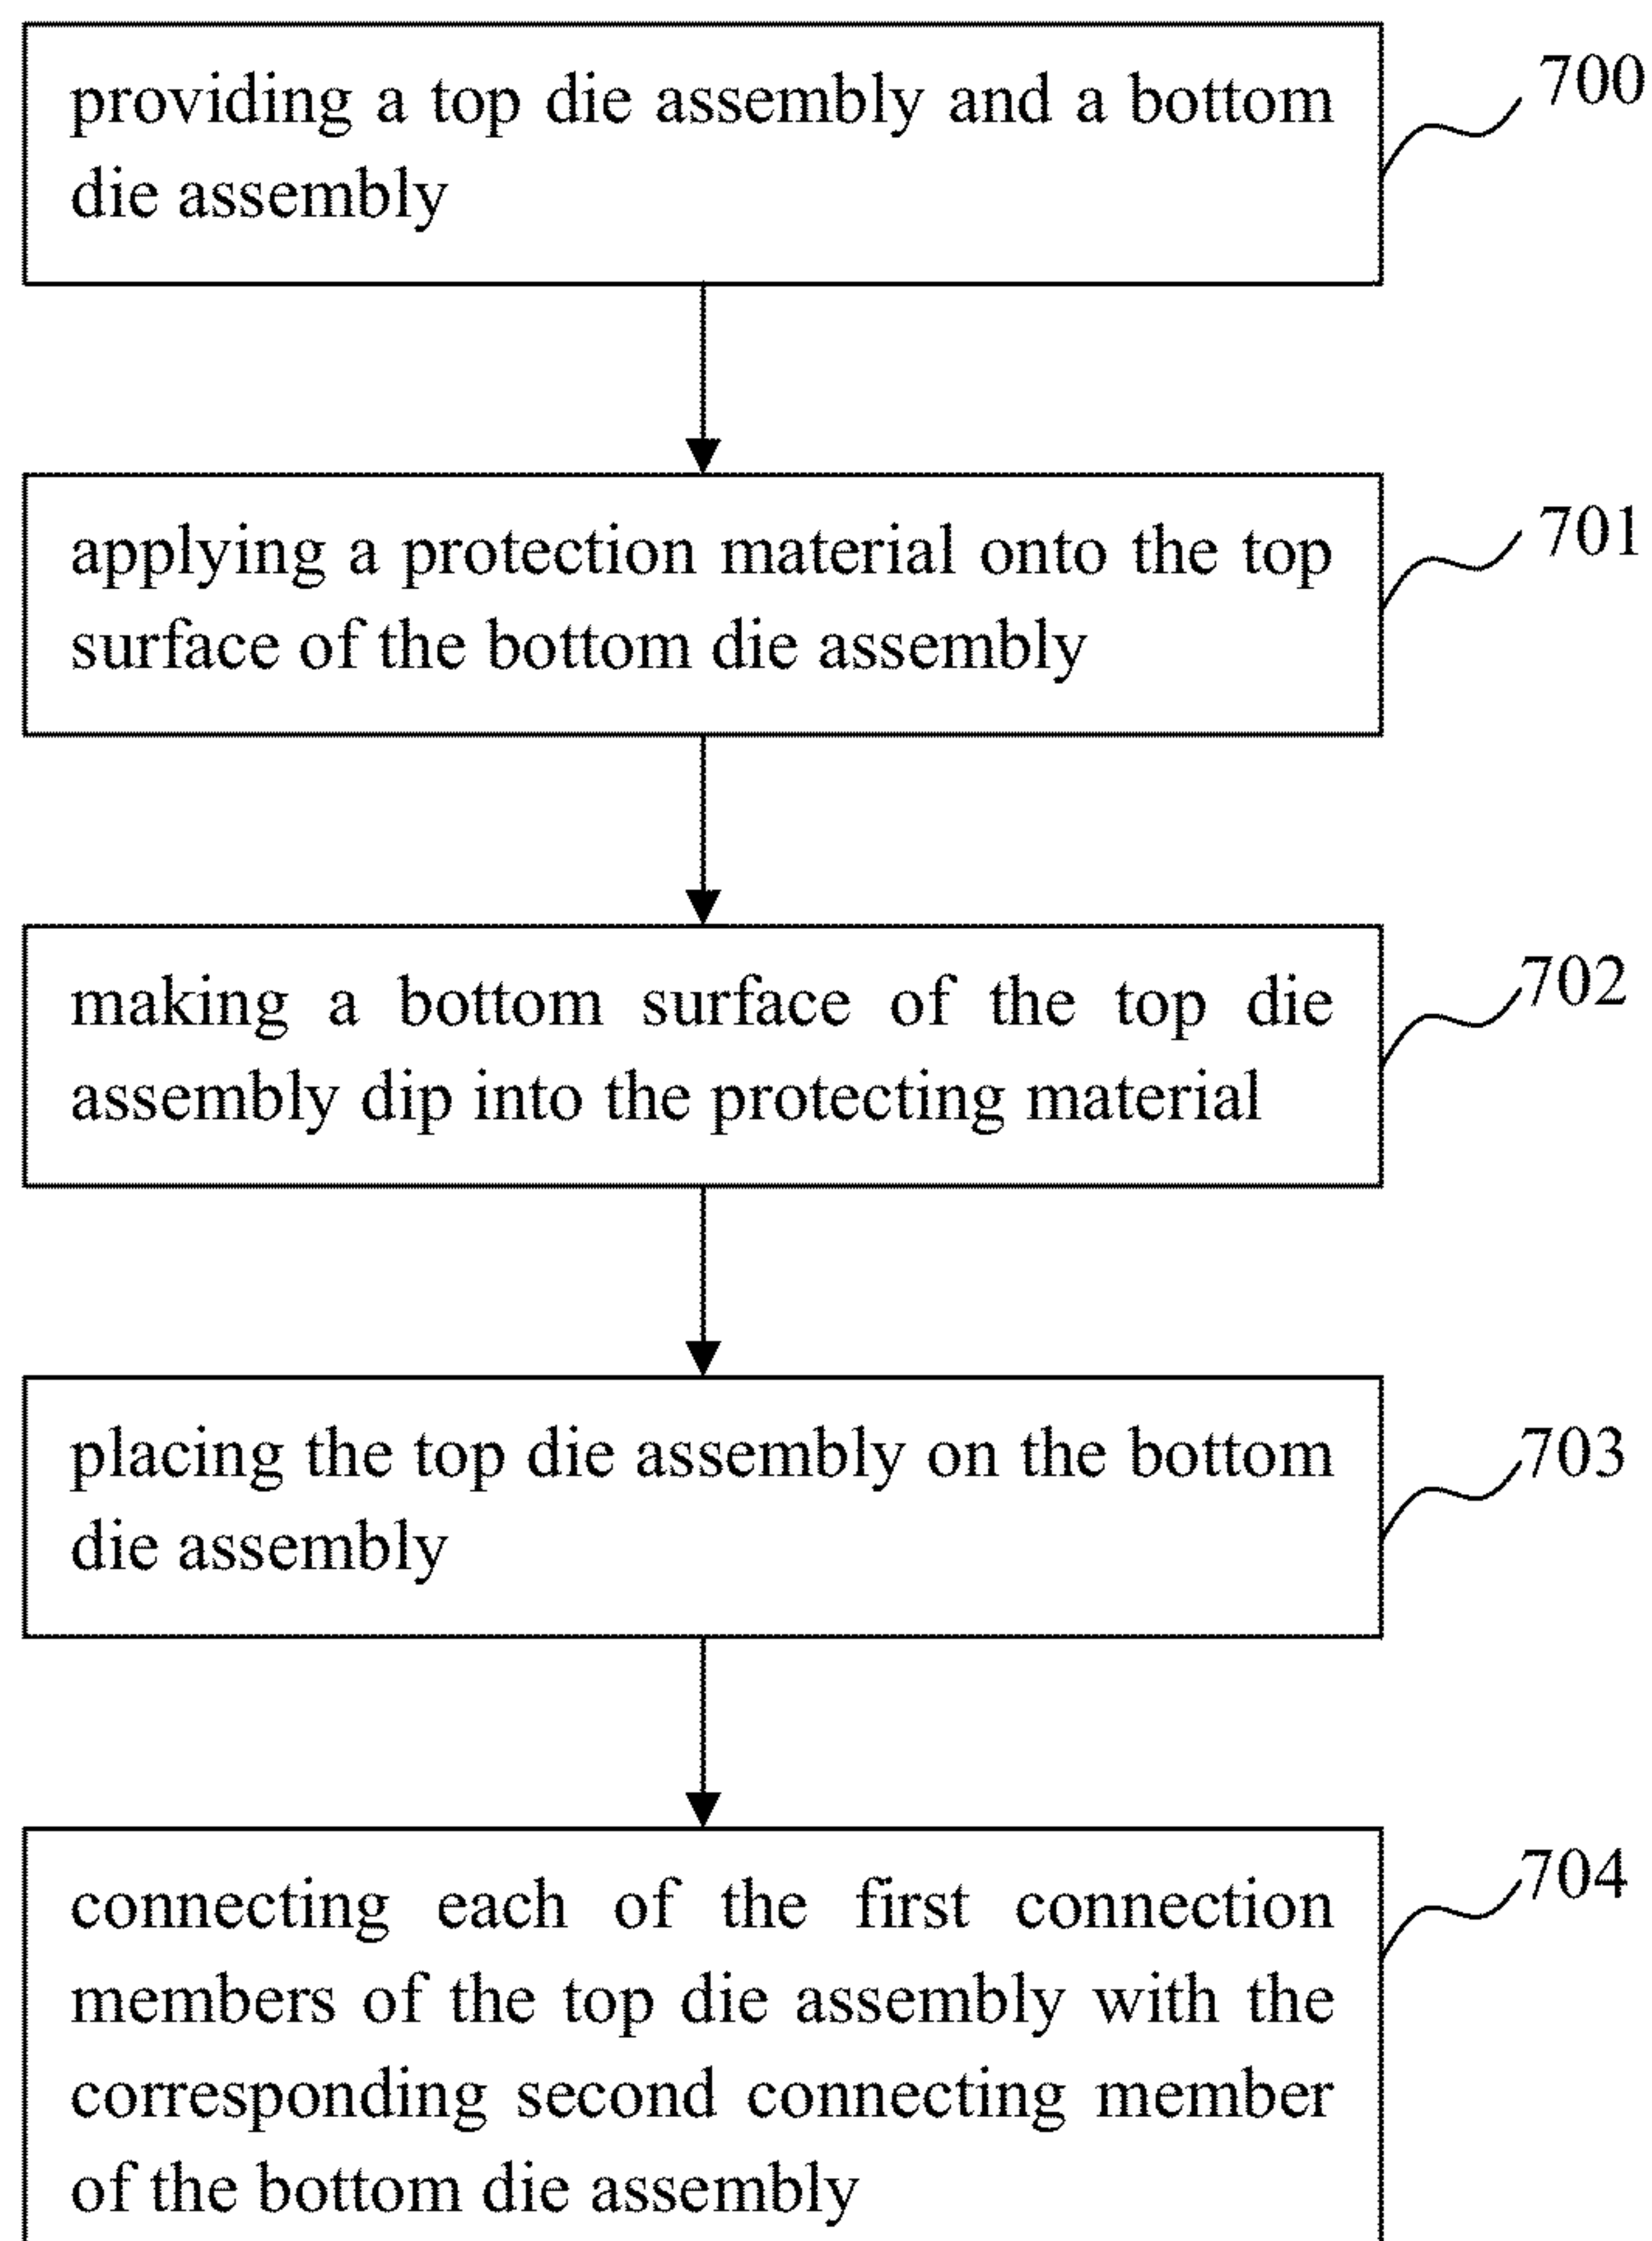 providing a top die assembly and a bottom
die assembly
700
applying a protection material onto the top
surface of the bottom die assembly
701
making a bottom surface of the top die
assembly dip into the protecting material
702
placing the top die assembly on the bottom
die assembly
703
connecting each of the first connection
members of the top die assembly with the
corresponding second connecting member
of the bottom die assembly
704